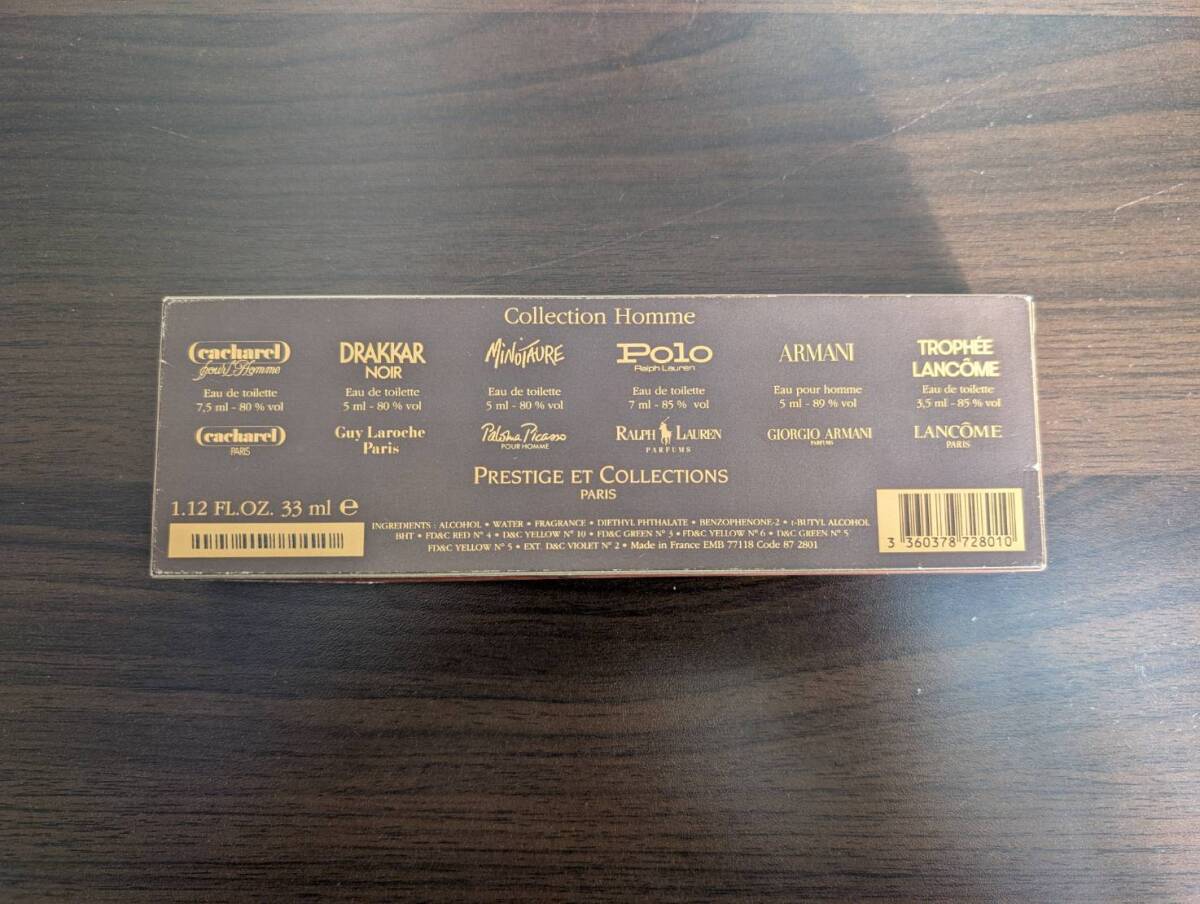 Collection Homme
cacharel
pour L'Homme
Eau de toilette
7,5 ml - 80 % vol
cacharel
PARIS
DRAKKAR
NOIR
Eau de toilette
5 ml - 80 % vol
Guy Laroche
Paris
MINOTAURE
Eau de toilette
5 ml - 80 % vol
Paloma Picasso
POUR HOMME
Polo
Ralph Lauren
Eau de toilette
7 ml - 85 % vol
RALPH LAUREN
PARFUMS
ARMANI
Eau pour homme
5 ml - 89 % vol
GIORGIO ARMANI
PARFUMS
TROPHÉE
LANCÔME
Eau de toilette
3,5 ml - 85 % vol
LANCÔME
PARIS
PRESTIGE ET COLLECTIONS
PARIS
1.12 FL.OZ. 33 ml ℮
INGREDIENTS : ALCOHOL • WATER • FRAGRANCE • DIETHYL PHTHALATE • BENZOPHENONE-2 • t-BUTYL ALCOHOL
BHT • FD&C RED N° 4 • D&C YELLOW N° 10 • FD&C GREEN N° 3 • FD&C YELLOW N° 6 • D&C GREEN N° 5
FD&C YELLOW N° 5 • EXT. D&C VIOLET N° 2 • Made in France EMB 77118 Code 87 2801
3 360378 728010